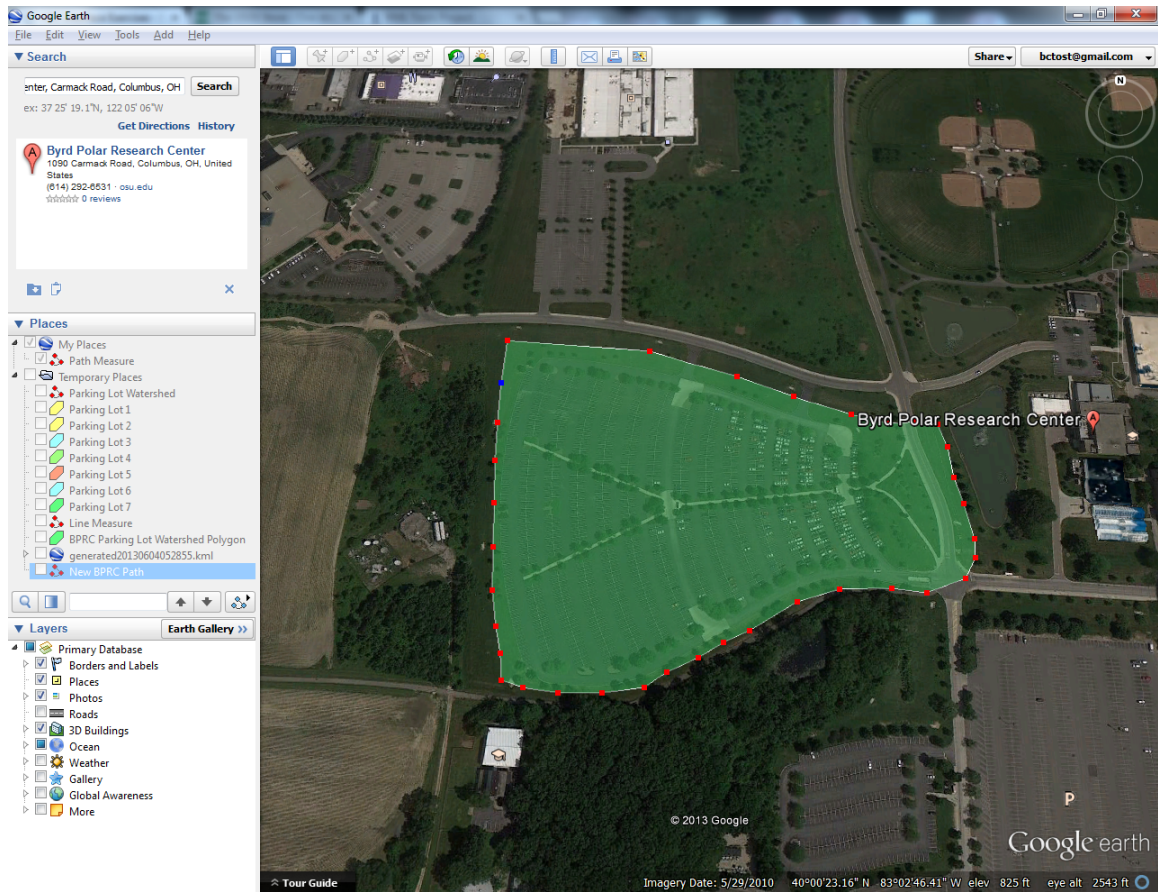 Google Earth
File Edit View Tools Add Help
Search
enter, Carmack Road, Columbus, OH Search
ex: 37 25' 19.1"N, 122 05' 06"W
Get Directions History
A Byrd Polar Research Center
1090 Carmack Road, Columbus, OH, United
States
(614) 292-6531 · osu.edu
0 reviews
Places
My Places
Path Measure
Temporary Places
Parking Lot Watershed
Parking Lot 1
Parking Lot 2
Parking Lot 3
Parking Lot 4
Parking Lot 5
Parking Lot 6
Parking Lot 7
Line Measure
BPRC Parking Lot Watershed Polygon
generated20130604052855.kml
New BPRC Path
Layers Earth Gallery >>
Primary Database
Borders and Labels
Places
Photos
Roads
3D Buildings
Ocean
Weather
Gallery
Global Awareness
More
Share bctost@gmail.com
N
Byrd Polar Research Center A
P
© 2013 Google
Google earth
Tour Guide
Imagery Date: 5/29/2010 40°00'23.16" N 83°02'46.41" W elev 825 ft eye alt 2543 ft